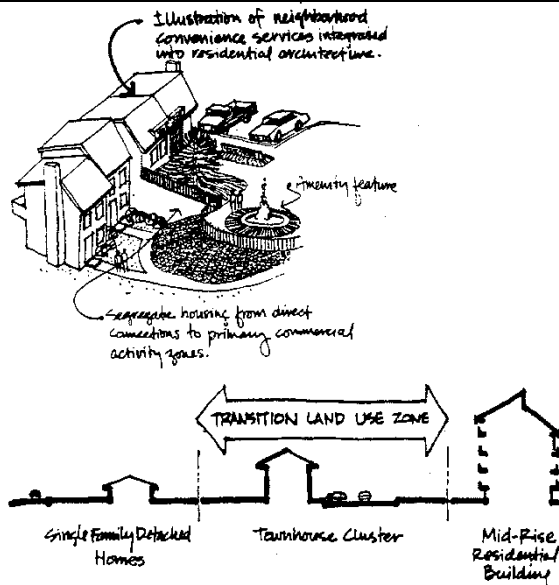 Illustration of neighborhood
convenience services integrated
into residential architecture.
Amenity feature
Segregate housing from direct
connections to primary commercial
activity zones.
TRANSITION LAND USE ZONE
Single Family Detached
Homes
Townhouse Cluster
Mid-Rise
Residential
Building